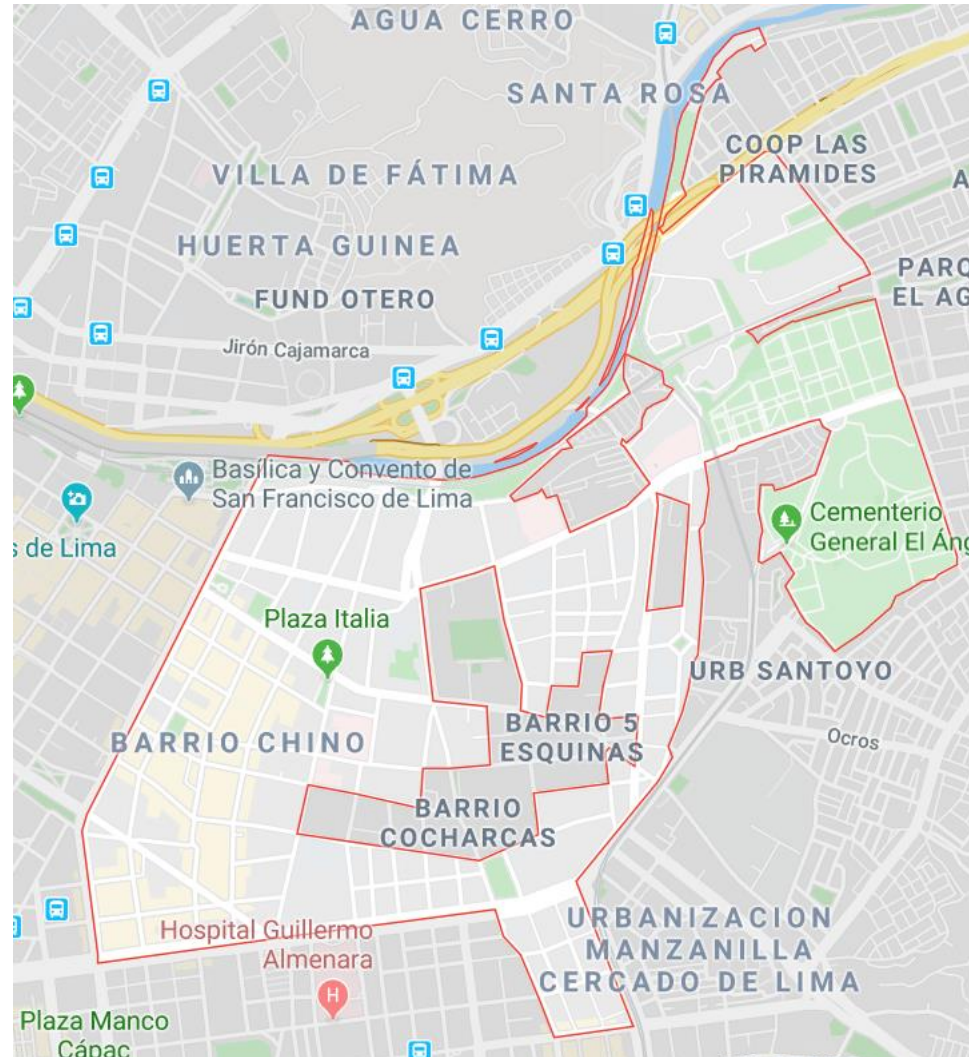 AGUA CERRO
SANTA ROSA
COOP LAS
PIRAMIDES
A
VILLA DE FÁTIMA
HUERTA GUINEA
PARQ
EL AG
FUND OTERO
Jirón Cajamarca
Basílica y Convento de
San Francisco de Lima
s de Lima
Cementerio
General El Áng
Plaza Italia
URB SANTOYO
BARRIO 5
ESQUINAS
Ocros
BARRIO CHINO
BARRIO
COCHARCAS
Hospital Guillermo
Almenara
H
URBANIZACION
MANZANILLA
CERCADO DE LIMA
Plaza Manco
Cápac